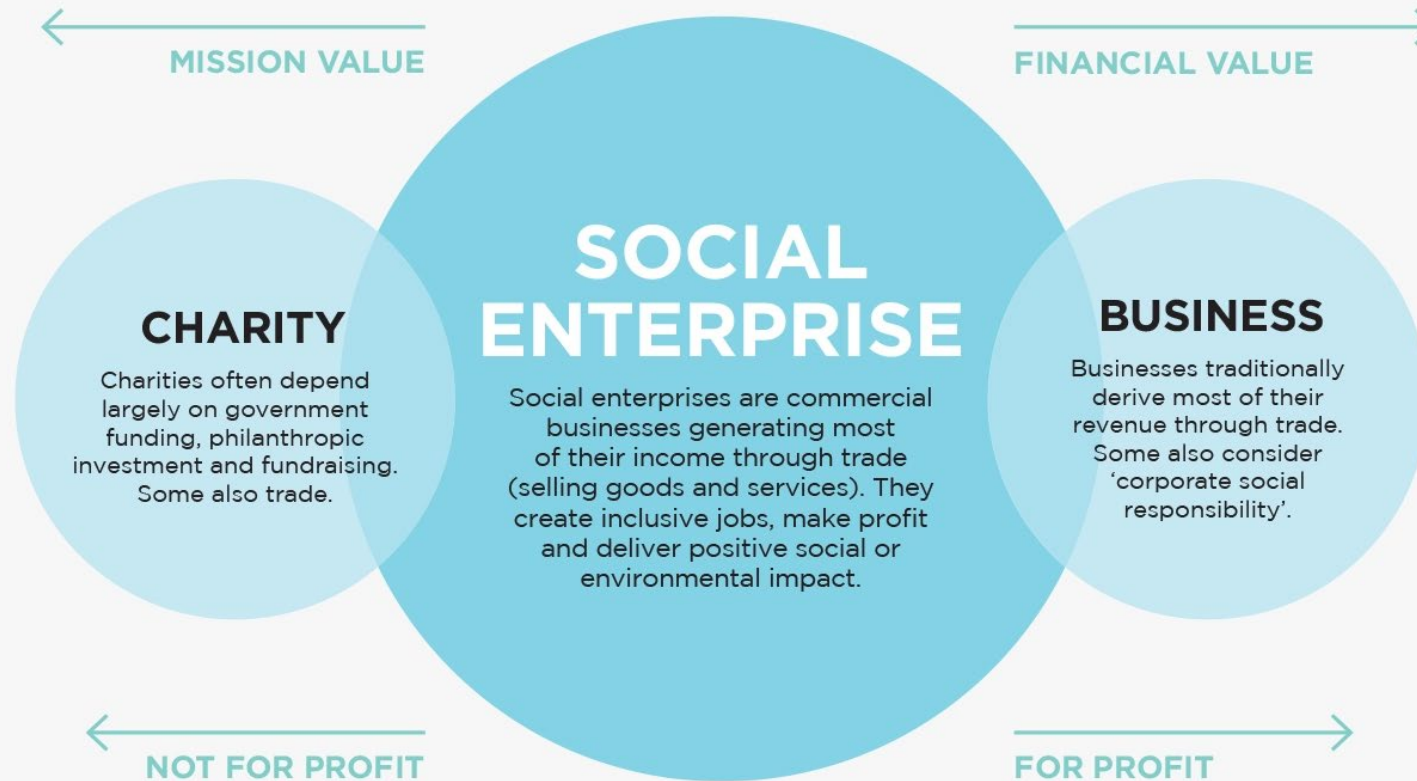 MISSION VALUE
FINANCIAL VALUE
CHARITY
Charities often depend
largely on government
funding, philanthropic
investment and fundraising.
Some also trade.
SOCIAL
ENTERPRISE
Social enterprises are commercial
businesses generating most
of their income through trade
(selling goods and services). They
create inclusive jobs, make profit
and deliver positive social or
environmental impact.
BUSINESS
Businesses traditionally
derive most of their
revenue through trade.
Some also consider
‘corporate social
responsibility’.
NOT FOR PROFIT
FOR PROFIT